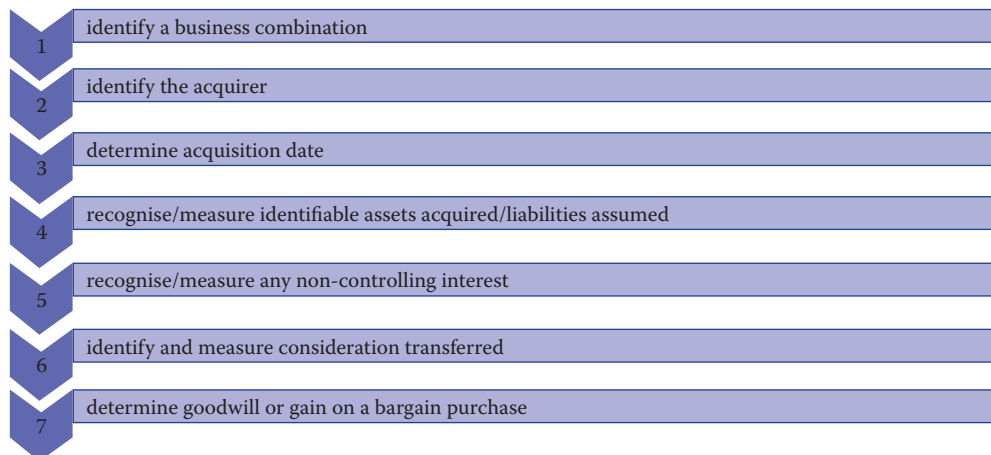 1 identify a business combination
2 identify the acquirer
3 determine acquisition date
4 recognise/measure identifiable assets acquired/liabilities assumed
5 recognise/measure any non-controlling interest
6 identify and measure consideration transferred
7 determine goodwill or gain on a bargain purchase